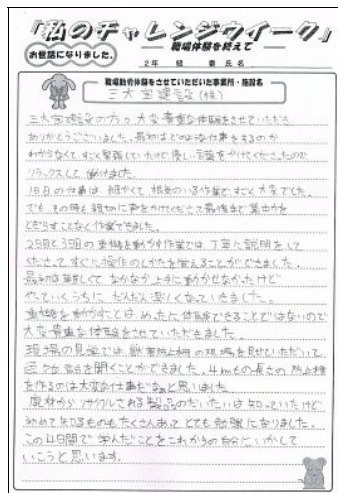 「私のチャレンジウイーク」
お世話になりました。
職場体験を終えて
2年 組 番 氏名
職場勤労体験をさせていただいた事業所・施設名
三大宝建設(株)
三大宝建設の方々、大変貴重な体験をさせていただき
ありがとうございました。最初はどのような仕事をするのか
わからなくて、すごく緊張していたけど優しい言葉をかけてくださったので
リラックスして働けました。
1日目の仕事は、細かくて、根気のいる作業で、すごく大変でした。
でも、その時も親切に声をかけてくださって最後まで集中力を
とぎらすことなく作業できました。
2日目と3日目の重機を動かす作業では、丁寧に説明をして
くださって、すぐに操作のしかたを覚えることができました。
最初は難しくて、なかなか上手に動かせなかったけど
やっていくうちに、だんだん楽しくなっていきました。
重機を動かすことは、めったに体験できることではないので
大変貴重な体験をさせていただきました。
現場の見学では、防止柵の現場を見せていただいて、
お話を聞くことができました。4mもの長さの防止柵
を作るのは大変な仕事だなと思いました。
廃材からリサイクルされる製品のだいたいは知っていたけど
初めて知るものもたくさんあって、とても勉強になりました。
この4日間で学んだことをこれからの自分にいかして
いこうと思います。